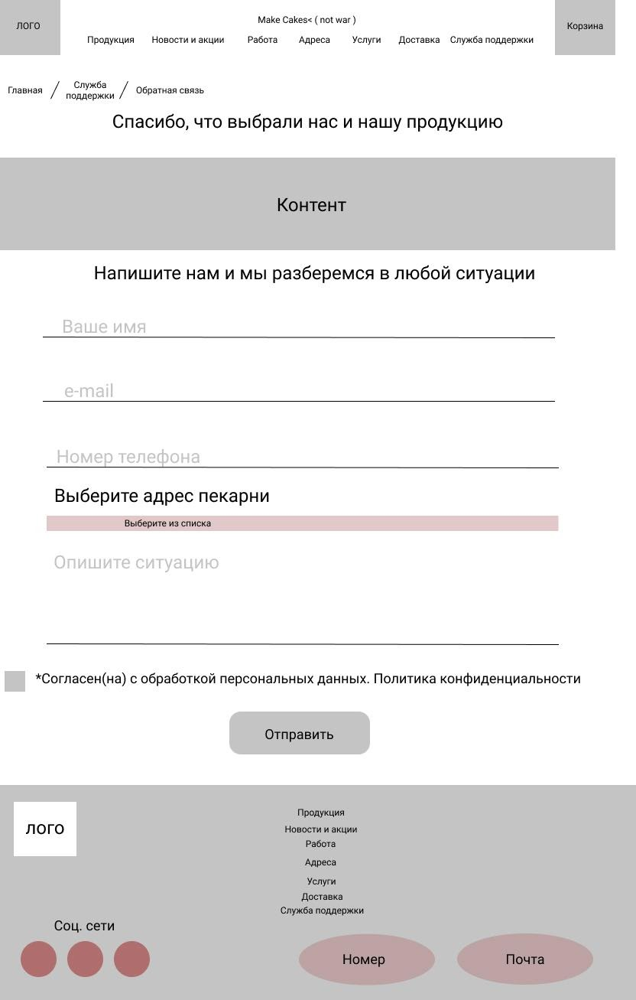 ЛОГО
Make Cakes< ( not war )
Корзина
Продукция Новости и акции Работа Адреса Услуги Доставка Служба поддержки
Главная / Служба поддержки / Обратная связь
Спасибо, что выбрали нас и нашу продукцию
Контент
Напишите нам и мы разберемся в любой ситуации
Ваше имя
e-mail
Номер телефона
Выберите адрес пекарни
Выберите из списка
Опишите ситуацию
*Согласен(на) с обработкой персональных данных. Политика конфиденциальности
Отправить
ЛОГО
Продукция
Новости и акции
Работа
Адреса
Услуги
Доставка
Служба поддержки
Соц. сети
Номер
Почта